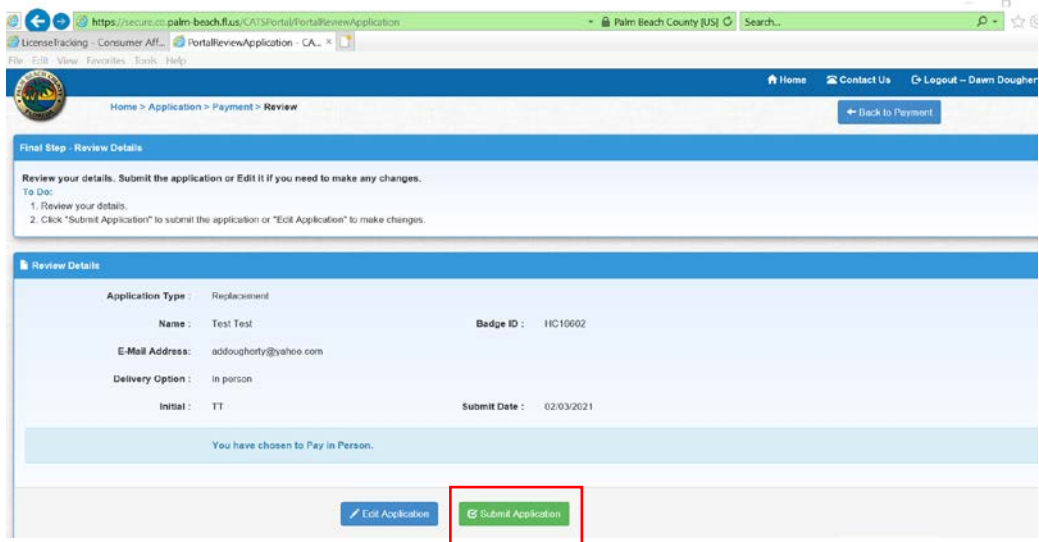 https://secure.co.palm-beach.fl.us/CATSPortal/PortalReviewApplication Palm Beach County [US] Search...
LicenseTracking - Consumer Aff... PortalReviewApplication - CA...
File Edit View Favorites Tools Help
Home Contact Us Logout – Dawn Dougher
Home > Application > Payment > Review Back to Payment
Final Step - Review Details
Review your details. Submit the application or Edit it if you need to make any changes.
To Do:
1. Review your details.
2. Click "Submit Application" to submit the application or "Edit Application" to make changes.
Review Details
Application Type : Replacement
Name : Test Test Badge ID : HC10602
E-Mail Address: addougherty@yahoo.com
Delivery Option : In person
Initial : TT Submit Date : 02/03/2021
You have chosen to Pay in Person.
Edit Application Submit Application